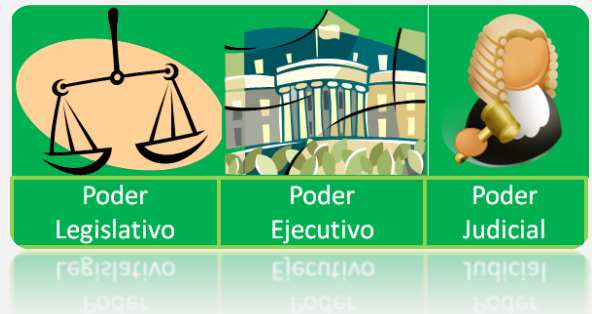 Poder
Legislativo
Poder
Ejecutivo
Poder
Judicial